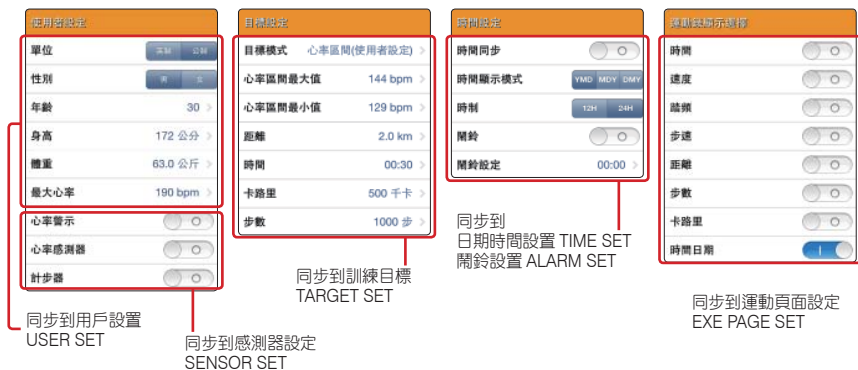 使用者設定
單位 英制 公制
性別 男 女
年齡 30
身高 172 公分
體重 63.0 公斤
最大心率 190 bpm
心率警示
心率感測器
計步器
同步到用戶設置
USER SET
同步到感測器設定
SENSOR SET
目標設定
目標模式 心率區間(使用者設定)
心率區間最大值 144 bpm
心率區間最小值 129 bpm
距離 2.0 km
時間 00:30
卡路里 500 千卡
步數 1000 步
同步到訓練目標
TARGET SET
時間設定
時間同步
時間顯示模式 YMD MDY DMY
時制 12H 24H
鬧鈴
鬧鈴設定 00:00
同步到
日期時間設置 TIME SET
鬧鈴設置 ALARM SET
運動與顯示選擇
時間
速度
踏頻
步速
距離
步數
卡路里
時間日期
同步到運動頁面設定
EXE PAGE SET